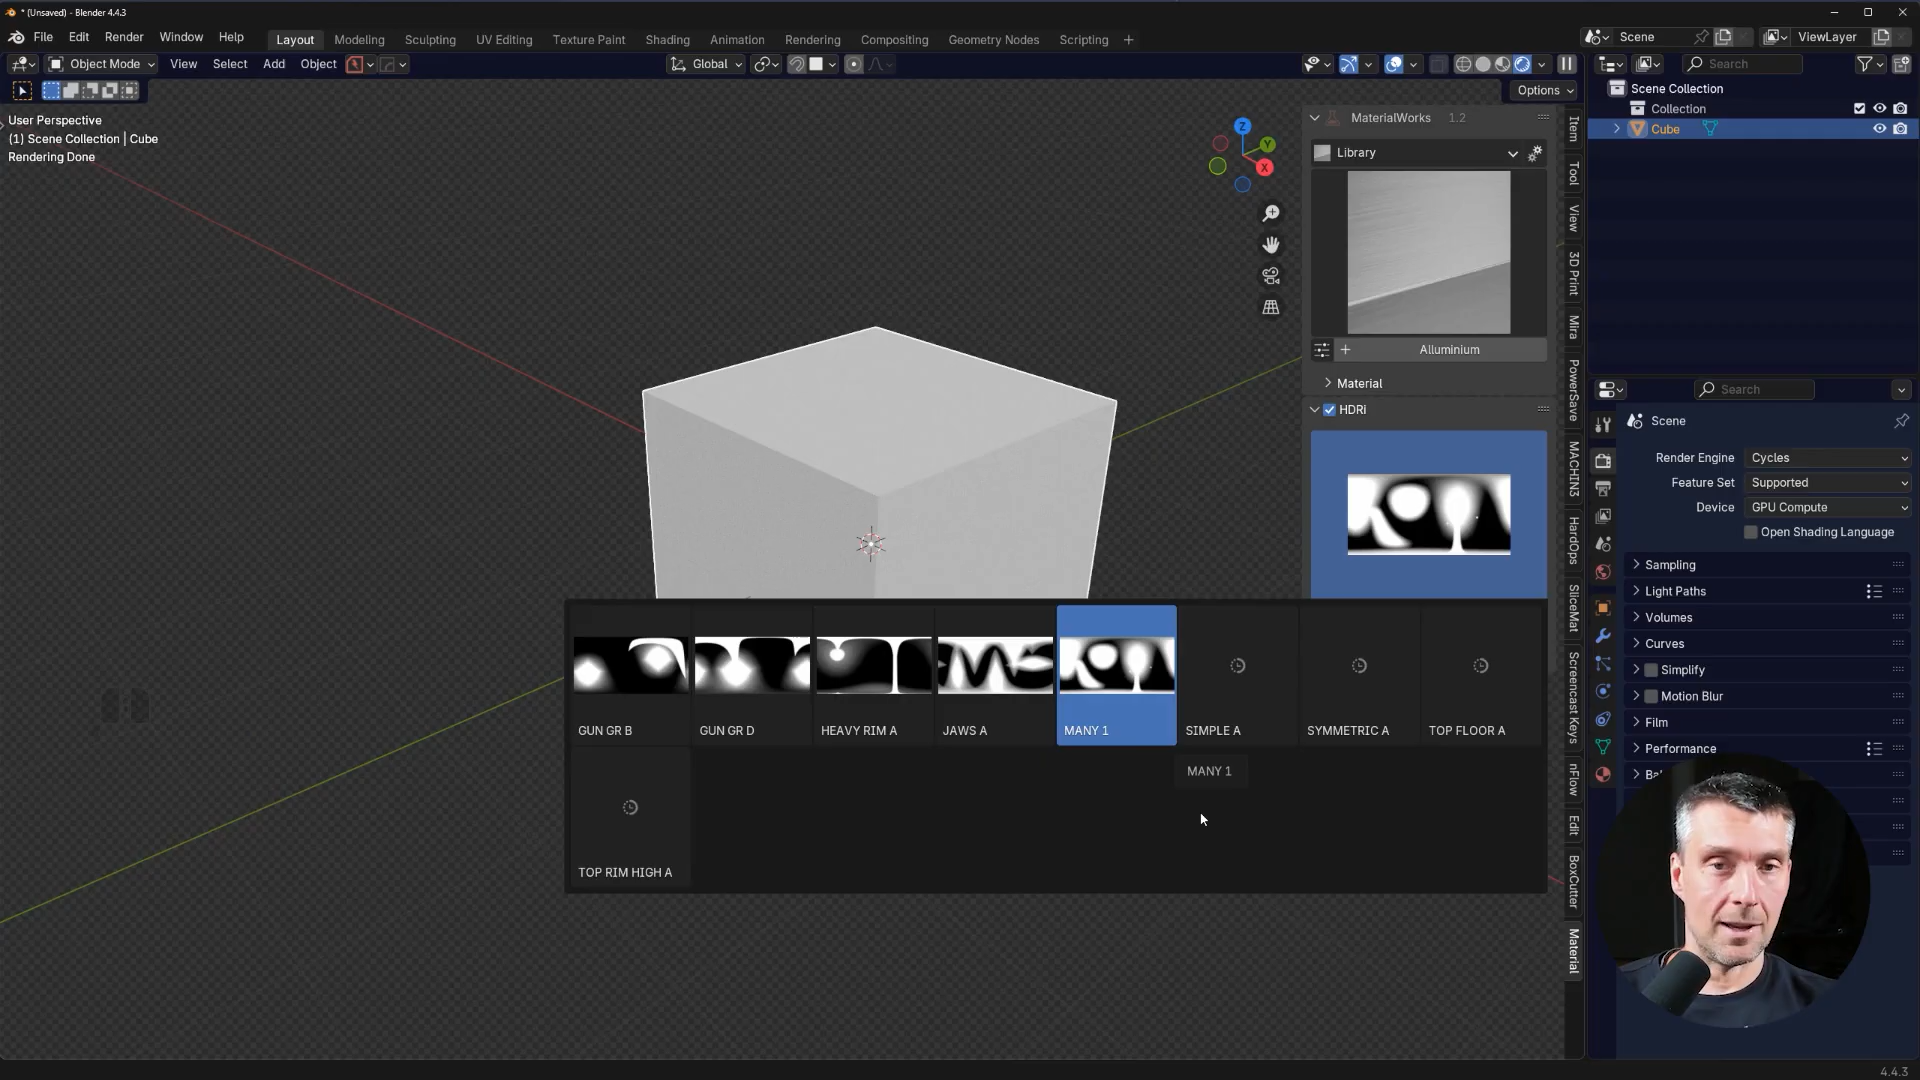 * (Unsaved) - Blender 4.4.3
File Edit Render Window Help
Layout Modeling Sculpting UV Editing Texture Paint Shading Animation Rendering Compositing Geometry Nodes Scripting +
Scene
ViewLayer
Object Mode View Select Add Object
Global
Search
Options
User Perspective
(1) Scene Collection | Cube
Rendering Done
Z
Y
X
Scene Collection
Collection
Cube
MaterialWorks 1.2
Library
Alluminium
Material
HDRi
Item
Tool
View
3D Print
Mira
PowerSave
MACHIN3
HardOps
SliceMat
Screencast Keys
nFlow
Edit
BoxCutter
Material
Search
Scene
Render Engine Cycles
Feature Set Supported
Device GPU Compute
Open Shading Language
Sampling
Light Paths
Volumes
Curves
Simplify
Motion Blur
Film
Performance
GUN GR B
GUN GR D
HEAVY RIM A
JAWS A
MANY 1
SIMPLE A
SYMMETRIC A
TOP FLOOR A
MANY 1
TOP RIM HIGH A
4.4.3